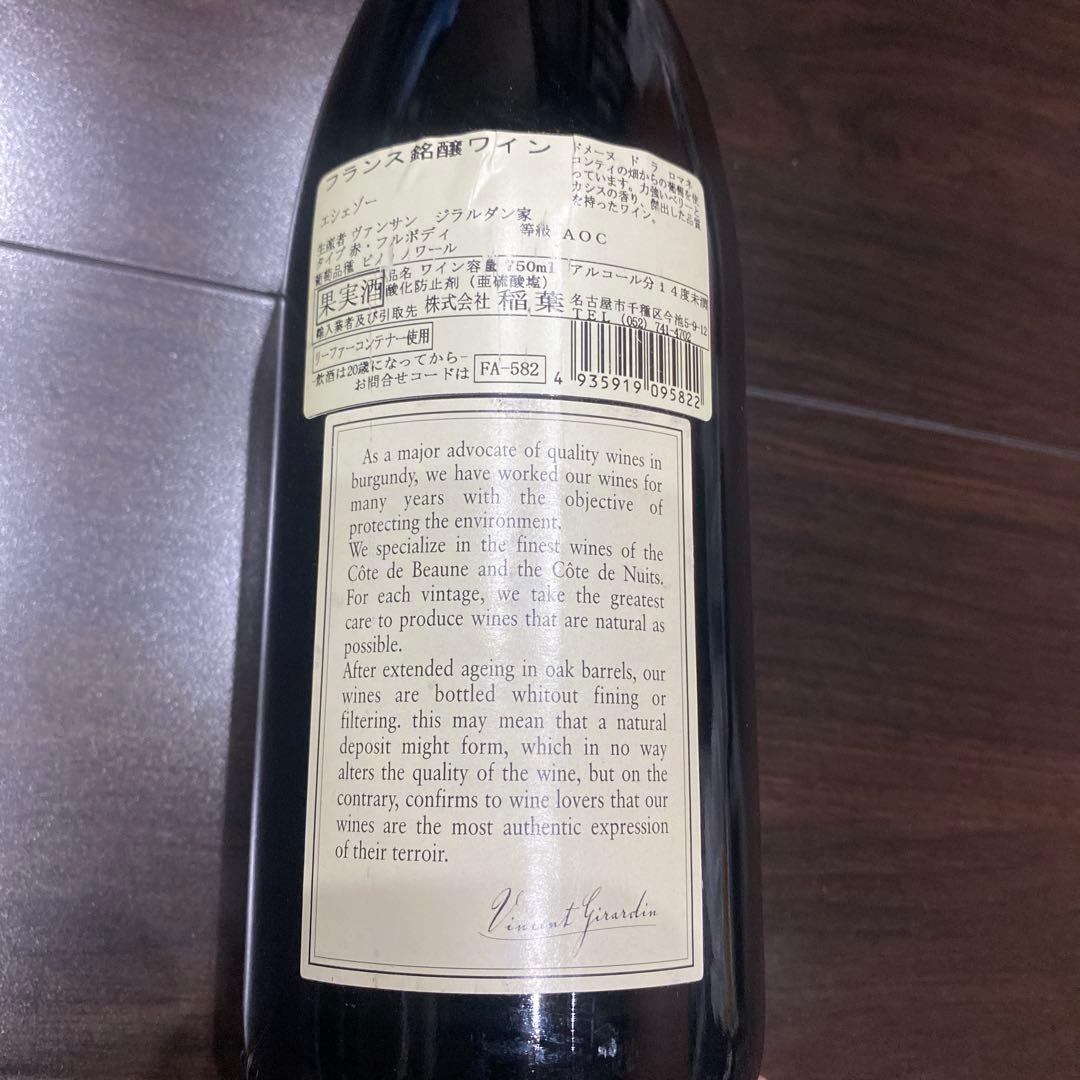 フランス銘醸ワイン
エシェゾー
生産者 ヴァンサン ジラルダン家
タイプ 赤・フルボディ 等級 AOC
葡萄品種 ピノ・ノワール
ドメーヌ ド ラ ロマネ
コンティの畑からの葡萄を使
っています。力強いベリーと
カシスの香り、傑出した品質
を持ったワイン。
果実酒
品名 ワイン 容量 750ml アルコール分14度未満
酸化防止剤(亜硫酸塩)
輸入業者及び引取先 株式会社 稲葉 名古屋市千種区今池5-9-12
TEL (052) 741-4702
リーファーコンテナー使用
-飲酒は20歳になってから-
お問合せコードは FA-582
4 935919 095822
As a major advocate of quality wines in
burgundy, we have worked our wines for
many years with the objective of
protecting the environment.
We specialize in the finest wines of the
Côte de Beaune and the Côte de Nuits.
For each vintage, we take the greatest
care to produce wines that are natural as
possible.
After extended ageing in oak barrels, our
wines are bottled whitout fining or
filtering. this may mean that a natural
deposit might form, which in no way
alters the quality of the wine, but on the
contrary, confirms to wine lovers that our
wines are the most authentic expression
of their terroir.
Vincent Girardin